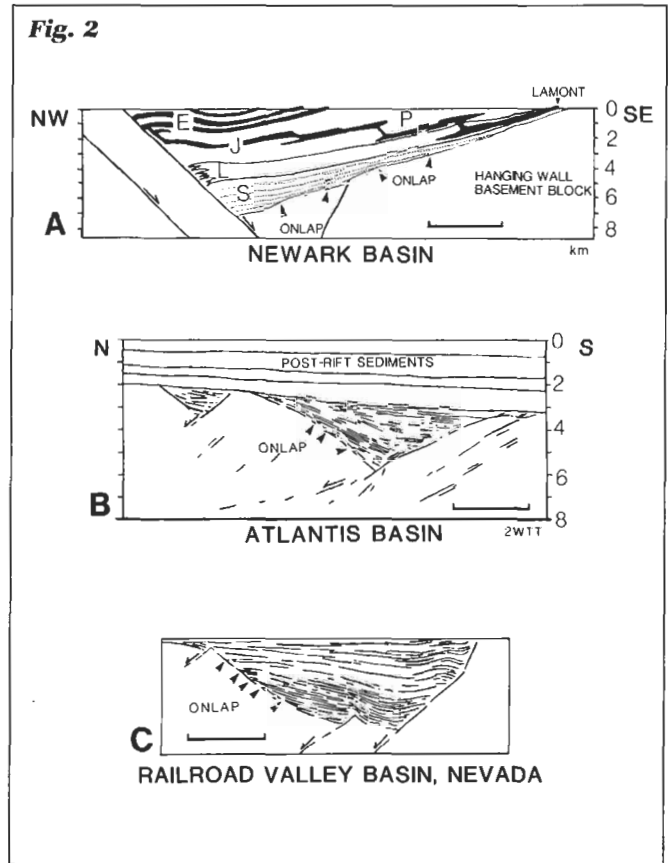 Fig. 2
LAMONT
NW
E
P
0 SE
J
2
L
4
ONLAP
HANGING WALL
BASEMENT BLOCK
S
6
A
ONLAP
8
NEWARK BASIN
km
N
0 S
POST-RIFT SEDIMENTS
2
4
ONLAP
6
B
8
ATLANTIS BASIN
2WTT
ONLAP
C
RAILROAD VALLEY BASIN, NEVADA